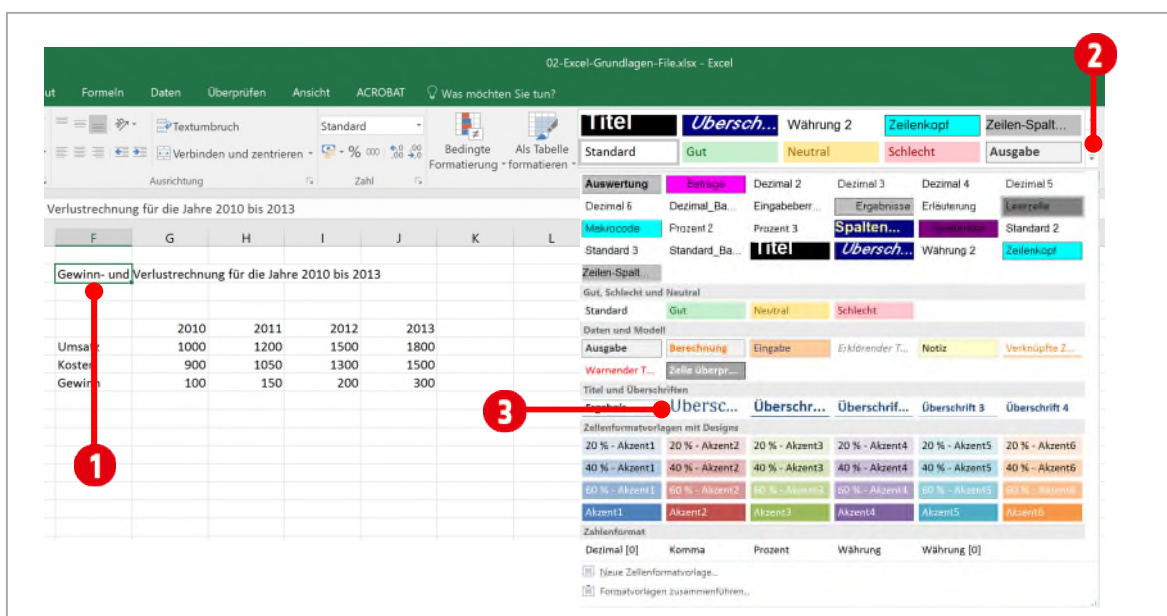 02-Excel-Grundlagen-File.xlsx - Excel
2
ut Formeln Daten Überprüfen Ansicht ACROBAT Was möchten Sie tun?
Textumbruch Standard
Verbinden und zentrieren % 000
Bedingte Formatierung
Als Tabelle formatieren
Ausrichtung Zahl
Titel Übersch... Währung 2 Zeilenkopf Zeilen-Spalt...
Standard Gut Neutral Schlecht Ausgabe
Verlustrechnung für die Jahre 2010 bis 2013
F G H I J K L
Gewinn- und Verlustrechnung für die Jahre 2010 bis 2013
2010 2011 2012 2013
Umsatz 1000 1200 1500 1800
Kosten 900 1050 1300 1500
Gewinn 100 150 200 300
1
3
Auswertung Beträge Dezimal 2 Dezimal 3 Dezimal 4 Dezimal 5
Dezimal 6 Dezimal_Ba... Eingabeberr... Ergebnisse Erläuterung Leerzelle
Makrocode Prozent 2 Prozent 3 Spalten... Standard 2
Standard 3 Standard_Ba... Titel Übersch... Währung 2 Zeilenkopf
Zeilen-Spalt...
Gut, Schlecht und Neutral
Standard Gut Neutral Schlecht
Daten und Modell
Ausgabe Berechnung Eingabe Erklärender T... Notiz Verknüpfte Z...
Warnender T... Zelle überpr...
Titel und Überschriften
Ergebnis Übersc... Überschr... Überschrif... Überschrift 3 Überschrift 4
Zellenformatvorlagen mit Designs
20 % - Akzent1 20 % - Akzent2 20 % - Akzent3 20 % - Akzent4 20 % - Akzent5 20 % - Akzent6
40 % - Akzent1 40 % - Akzent2 40 % - Akzent3 40 % - Akzent4 40 % - Akzent5 40 % - Akzent6
60 % - Akzent1 60 % - Akzent2 60 % - Akzent3 60 % - Akzent4 60 % - Akzent5 60 % - Akzent6
Akzent1 Akzent2 Akzent3 Akzent4 Akzent5 Akzent6
Zahlenformat
Dezimal [0] Komma Prozent Währung Währung [0]
Neue Zellenformatvorlage...
Formatvorlagen zusammenführen...